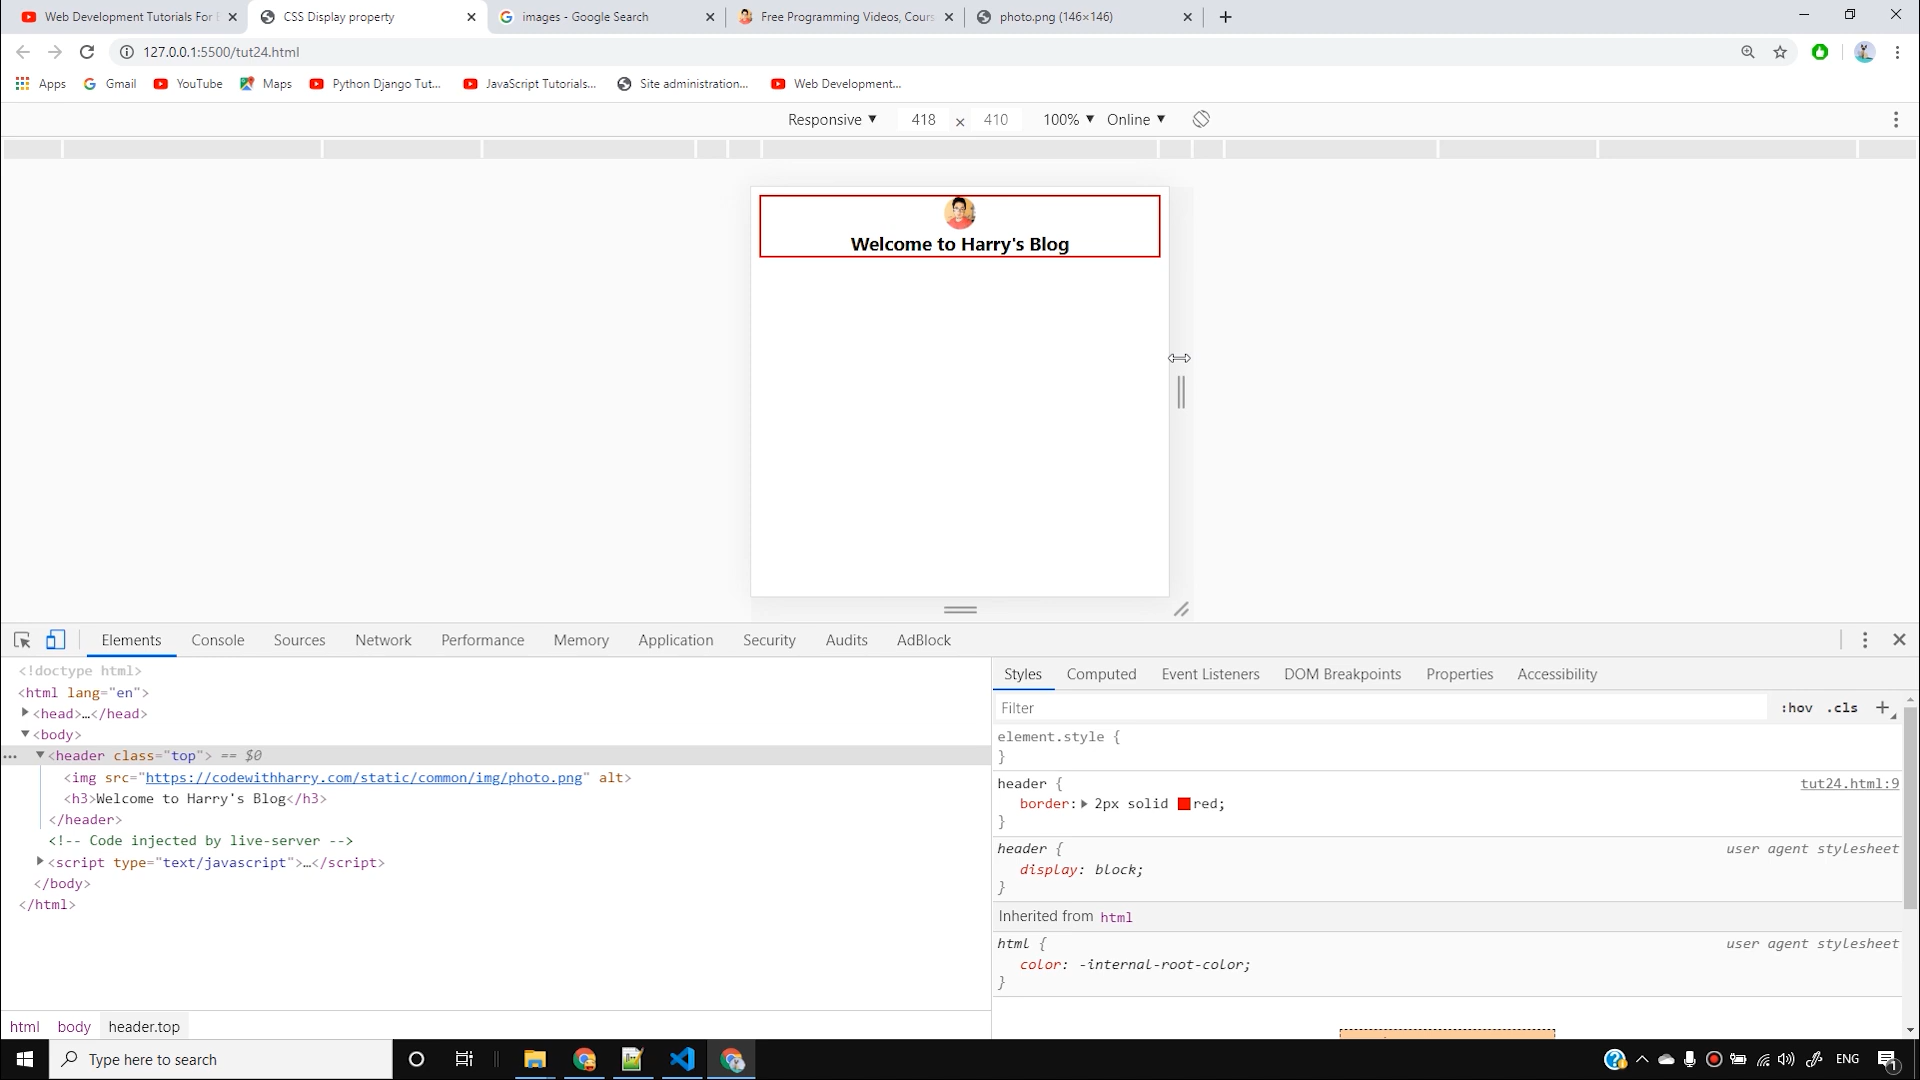 Web Development Tutorials For B
CSS Display property
images - Google Search
Free Programming Videos, Cours
photo.png (146×146)
127.0.0.1:5500/tut24.html
Apps
Gmail
YouTube
Maps
Python Django Tut...
JavaScript Tutorials...
Site administration...
Web Development...
Responsive ▼ 418 × 410 100% ▼ Online ▼
Welcome to Harry's Blog
Elements Console Sources Network Performance Memory Application Security Audits AdBlock
<!doctype html>
<html lang="en">
<head>…</head>
<body>
<header class="top"> == $0
<img src="https://codewithharry.com/static/common/img/photo.png" alt>
<h3>Welcome to Harry's Blog</h3>
</header>
<!-- Code injected by live-server -->
<script type="text/javascript">…</script>
</body>
</html>
html body header.top
Styles Computed Event Listeners DOM Breakpoints Properties Accessibility
Filter :hov .cls +
element.style {
}
header { tut24.html:9
border: 2px solid red;
}
header { user agent stylesheet
display: block;
}
Inherited from html
html { user agent stylesheet
color: -internal-root-color;
}
Type here to search
ENG
1